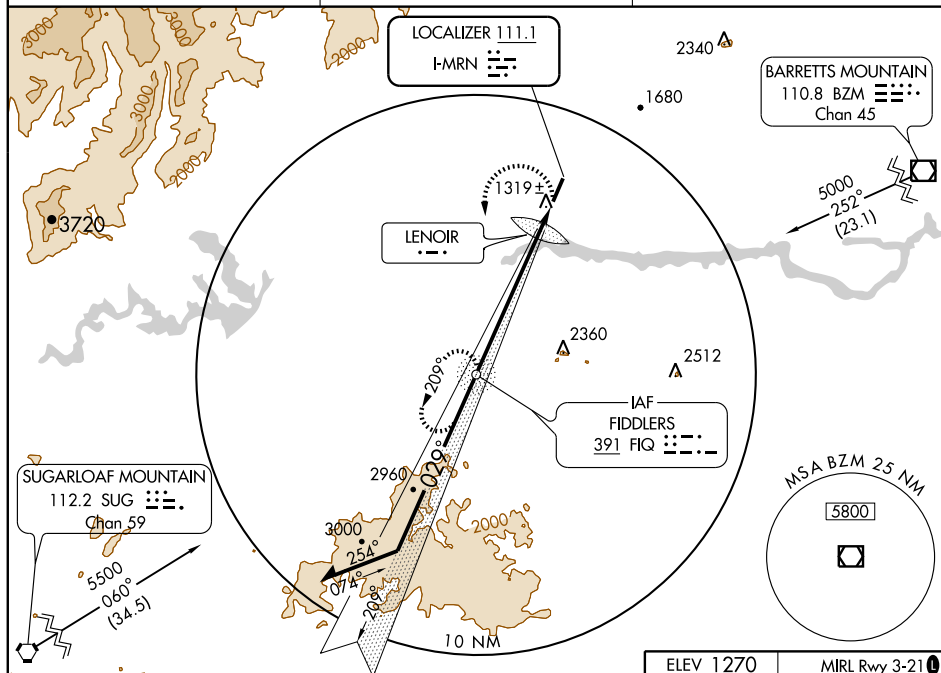 3000
2000
3000
2000
3720
LOCALIZER 111.1
I-MRN
2340
1680
BARRETTS MOUNTAIN
110.8 BZM
Chan 45
5000
252°
(23.1)
1319 ±
LENOIR
2360
2512
209°
IAF
FIDDLERS
391 FIQ
029°
2960
3000
2000
254°
074°
209°
10 NM
SUGARLOAF MOUNTAIN
112.2 SUG
Chan 59
5500
060°
(34.5)
MSA BZM 25 NM
5800
ELEV 1270
MIRL Rwy 3-21 L